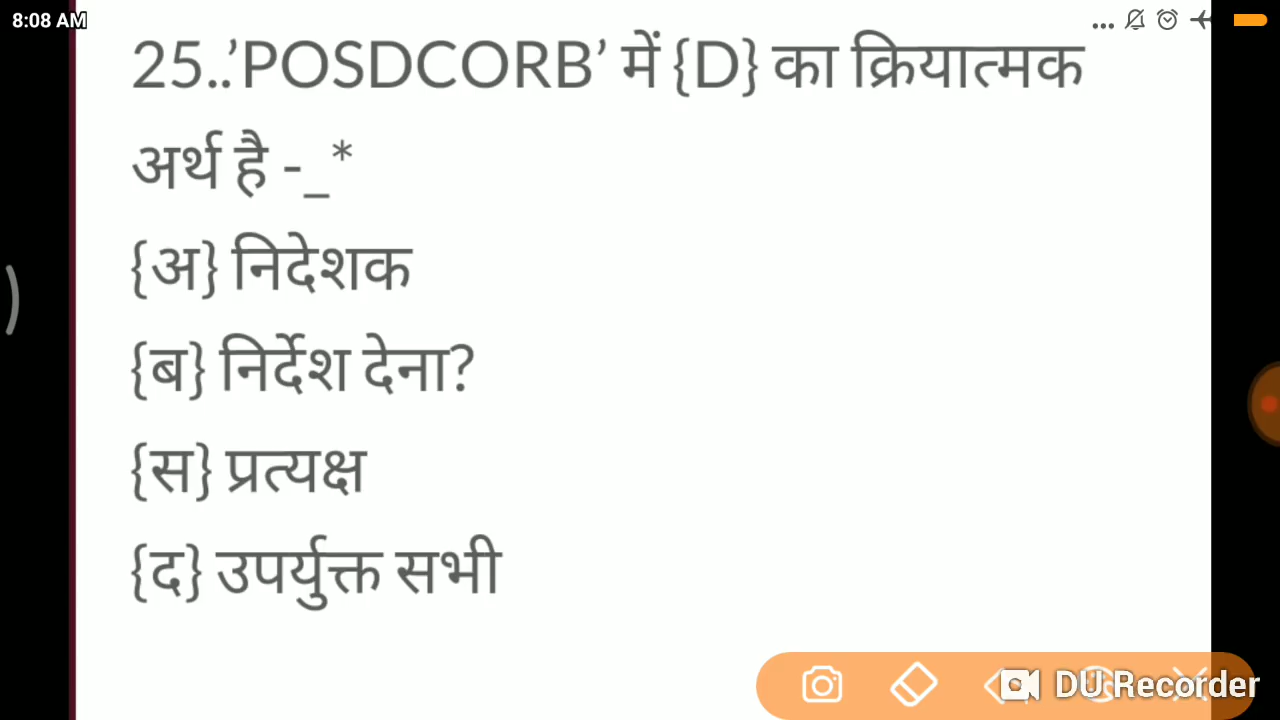 8:08 AM
25..’POSDCORB’ में {D} का क्रियात्मक
अर्थ है -_*
{अ} निदेशक
{ब} निर्देश देना?
{स} प्रत्यक्ष
{द} उपर्युक्त सभी
DU Recorder